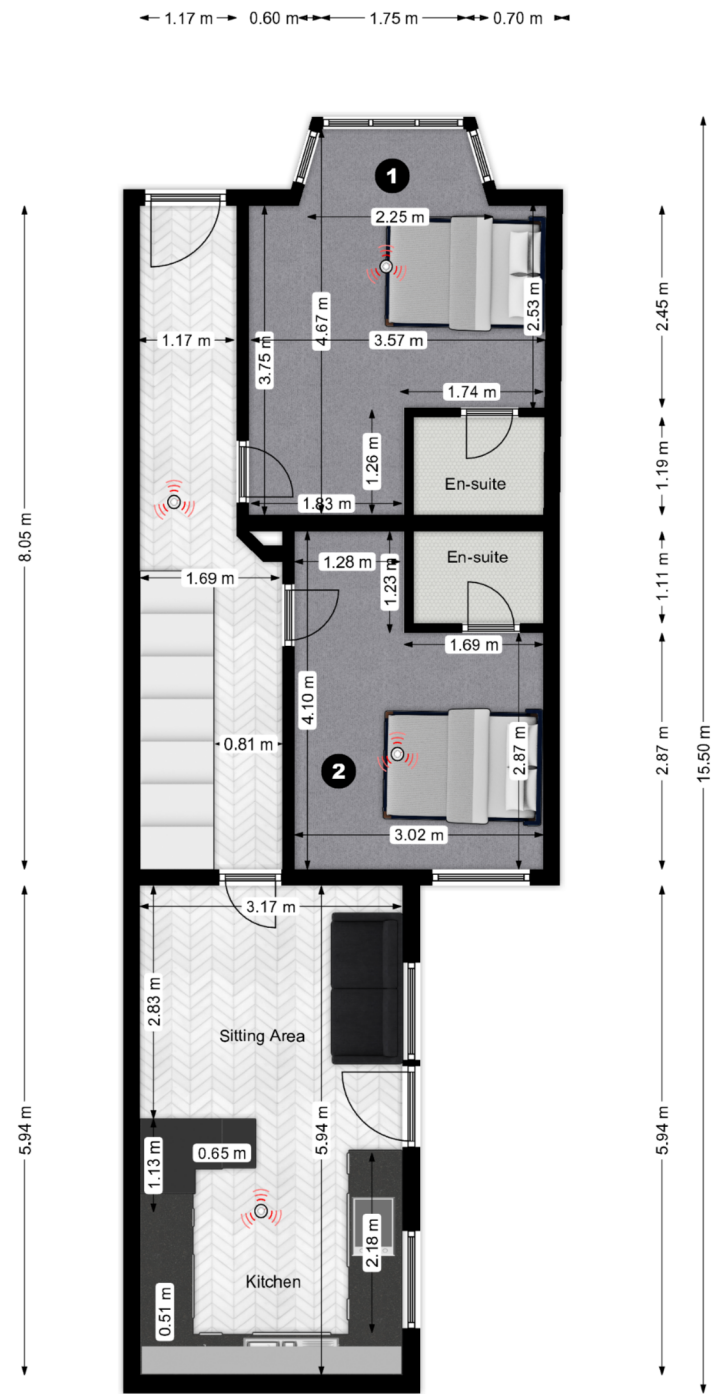 1.17 m
0.60 m
1.75 m
0.70 m
1
2.25 m
2.53 m
2.45 m
4.67 m
1.17 m
3.75 m
3.57 m
1.74 m
1.26 m
1.19 m
En-suite
1.83 m
8.05 m
En-suite
1.28 m
1.23 m
1.11 m
1.69 m
1.69 m
4.10 m
0.81 m
2
2.87 m
2.87 m
15.50 m
3.02 m
3.17 m
2.83 m
Sitting Area
5.94 m
1.13 m
0.65 m
5.94 m
5.94 m
2.18 m
Kitchen
0.51 m